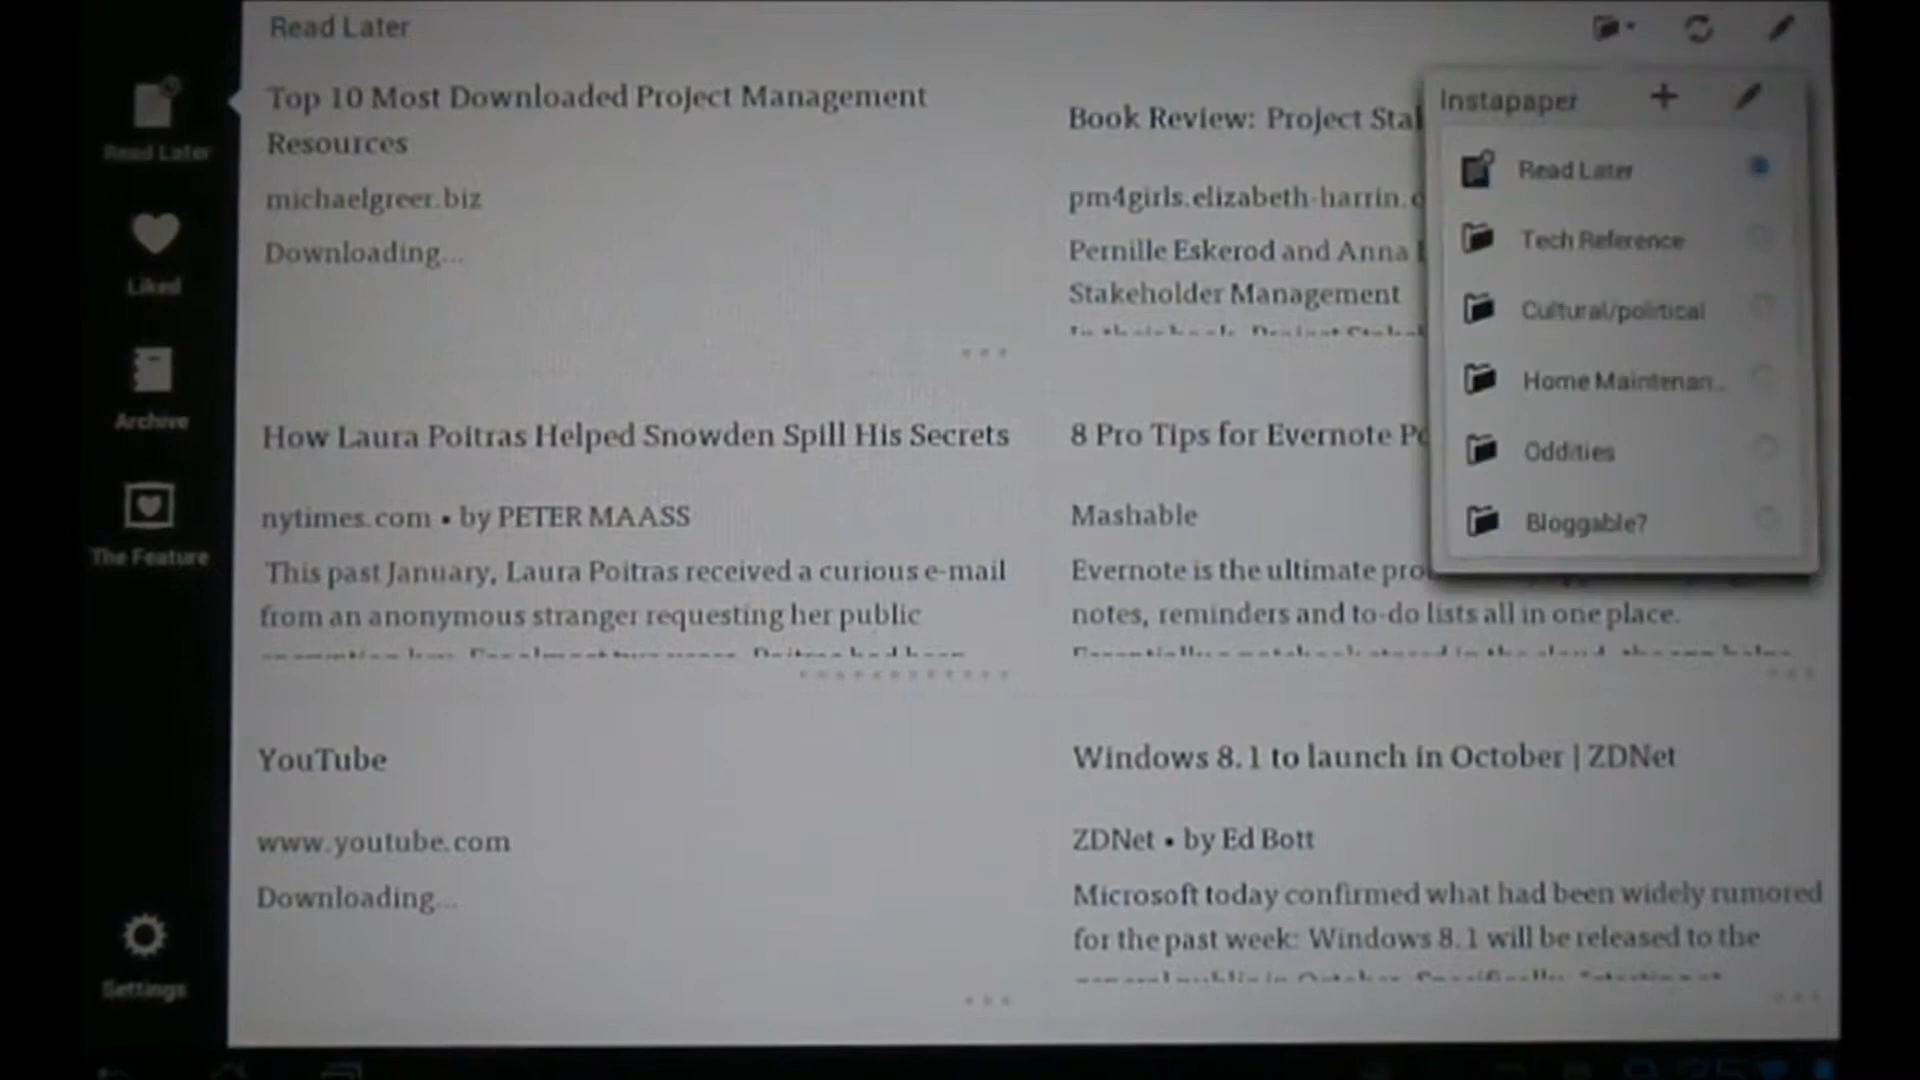 Read Later
Read Later
Liked
Archive
The Feature
Settings
Top 10 Most Downloaded Project Management
Resources
michaelgreer.biz
Downloading...
Book Review: Project
pm4girls.elizabeth-harrin.
Pernille Eskerod and Anna
Stakeholder Management
How Laura Poitras Helped Snowden Spill His Secrets
nytimes.com • by PETER MAASS
This past January, Laura Poitras received a curious e-mail
from an anonymous stranger requesting her public
8 Pro Tips for Evernote
Mashable
Evernote is the ultimate
notes, reminders and to-do lists all in one place.
YouTube
www.youtube.com
Downloading...
Windows 8.1 to launch in October | ZDNet
ZDNet • by Ed Bott
Microsoft today confirmed what had been widely rumored
for the past week: Windows 8.1 will be released to the
Instapaper
Read Later
Tech Reference
Cultural/political
Home Maintenan...
Oddities
Bloggable?